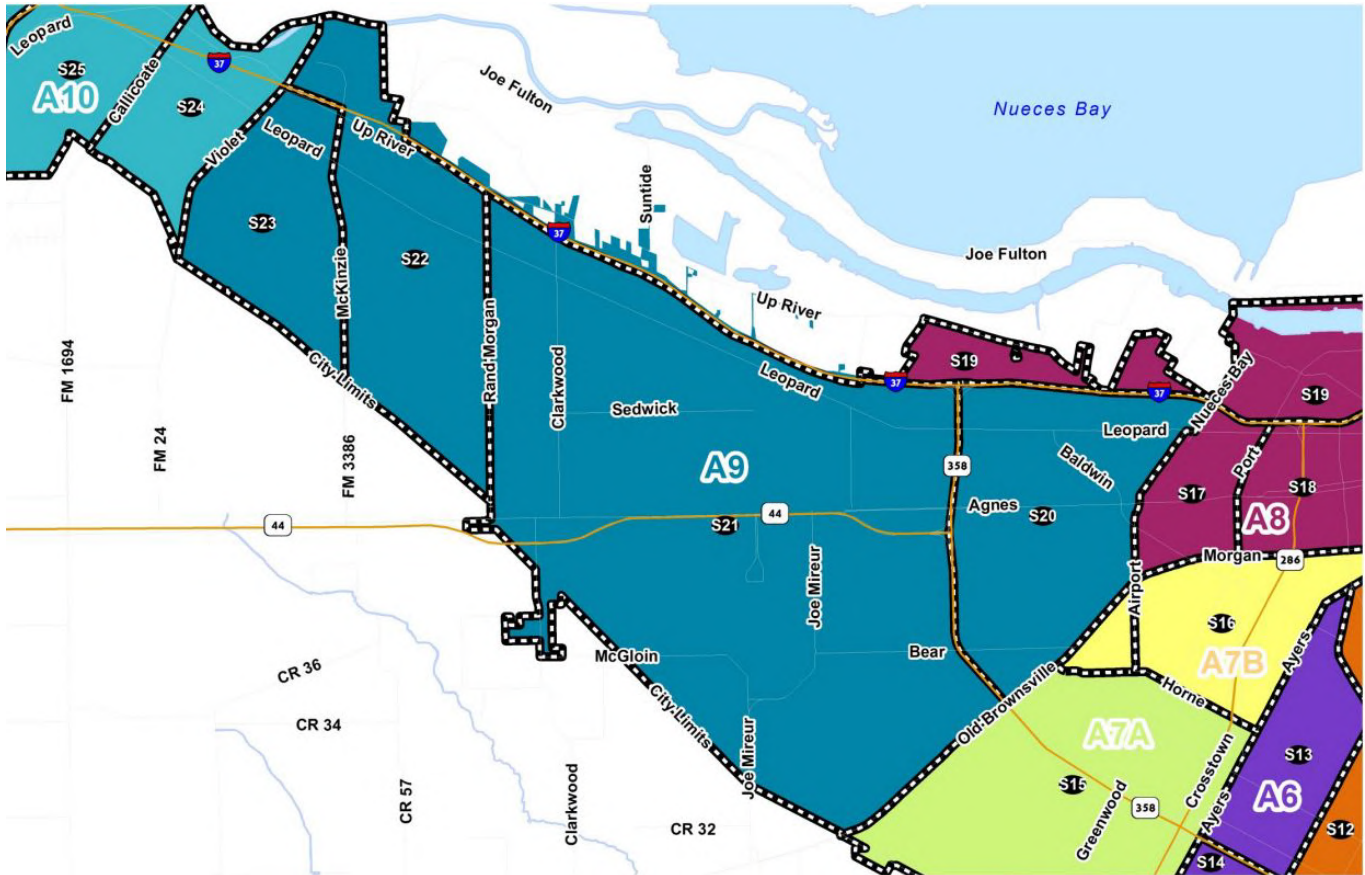 Leopard
S25
A10
Callicoate
37
S24
Violet
Leopard
Up River
Joe Fulton
Nueces Bay
S23
McKinzie
S22
Rand Morgan
37
Suntide
Clarkwood
Joe Fulton
Up River
Leopard
S19
37
37
Nueces Bay
S19
FM 1694
FM 24
City Limits
FM 3386
Sedwick
A9
358
Leopard
Baldwin
Port
S17
S18
A8
44
S21
44
Agnes
S20
Morgan
286
Airport
Joe Mireur
Bear
S16
A7B
Ayers
CR 36
McGloin
City Limits
Old Brownsville
Horne
CR 34
A7A
Joe Mireur
CR 57
Clarkwood
CR 32
S15
Greenwood
358
Crosstown
S13
A6
Ayers
S14
S12